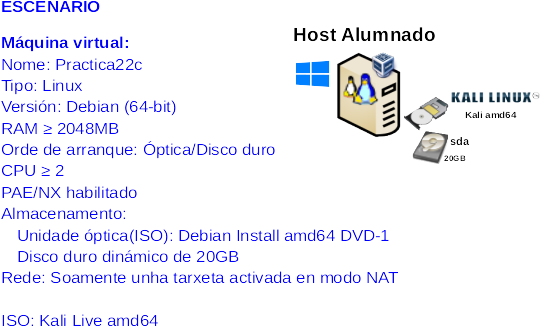 ESCENARIO
Máquina virtual:
Nome: Practica22c
Tipo: Linux
Versión: Debian (64-bit)
RAM ≥ 2048MB
Orde de arranque: Óptica/Disco duro
CPU ≥ 2
PAE/NX habilitado
Almacenamento:
Unidade óptica(ISO): Debian Install amd64 DVD-1
Disco duro dinámico de 20GB
Rede: Soamente unha tarxeta activada en modo NAT
ISO: Kali Live amd64
Host Alumnado
KALI LINUX
Kali amd64
sda
20GB